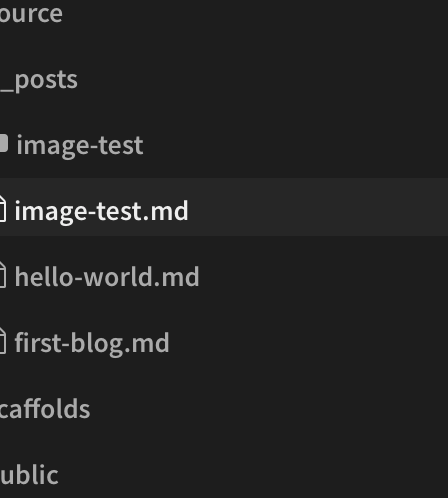 ource
_posts
image-test
image-test.md
hello-world.md
first-blog.md
caffolds
ublic